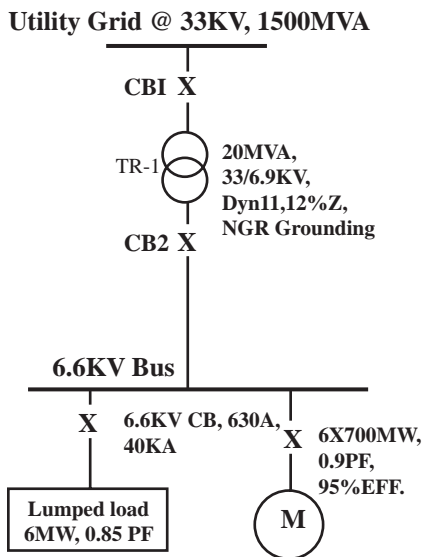 Utility Grid @ 33KV, 1500MVA
CBI X
TR-1
20MVA,
33/6.9KV,
Dyn11,12%Z,
NGR Grounding
CB2 X
6.6KV Bus
X
6.6KV CB, 630A,
40KA
X
6X700MW,
0.9PF,
95%EFF.
Lumped load
6MW, 0.85 PF
M